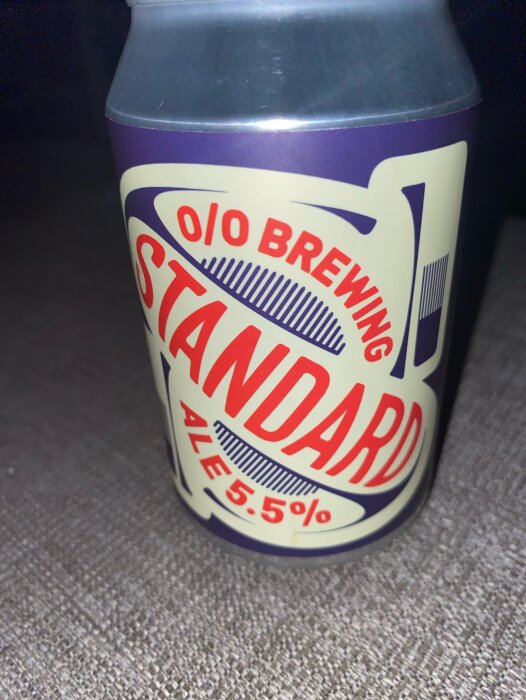 O/O BREWING
STANDARD
ALE 5.5%